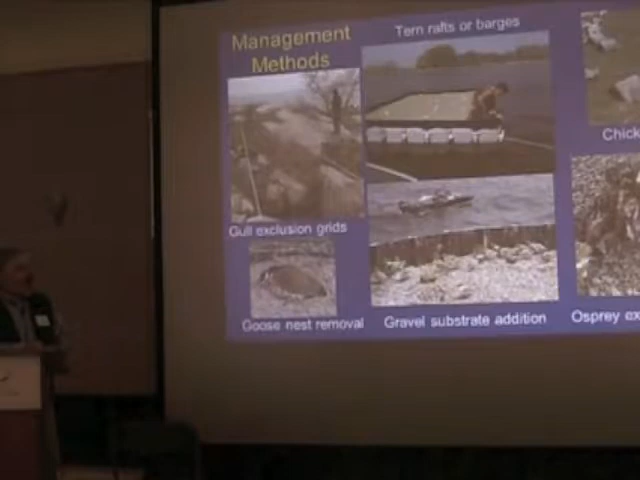 Management
Methods
Tern rafts or barges
Chick
Gull exclusion grids
Goose nest removal
Gravel substrate addition
Osprey ex